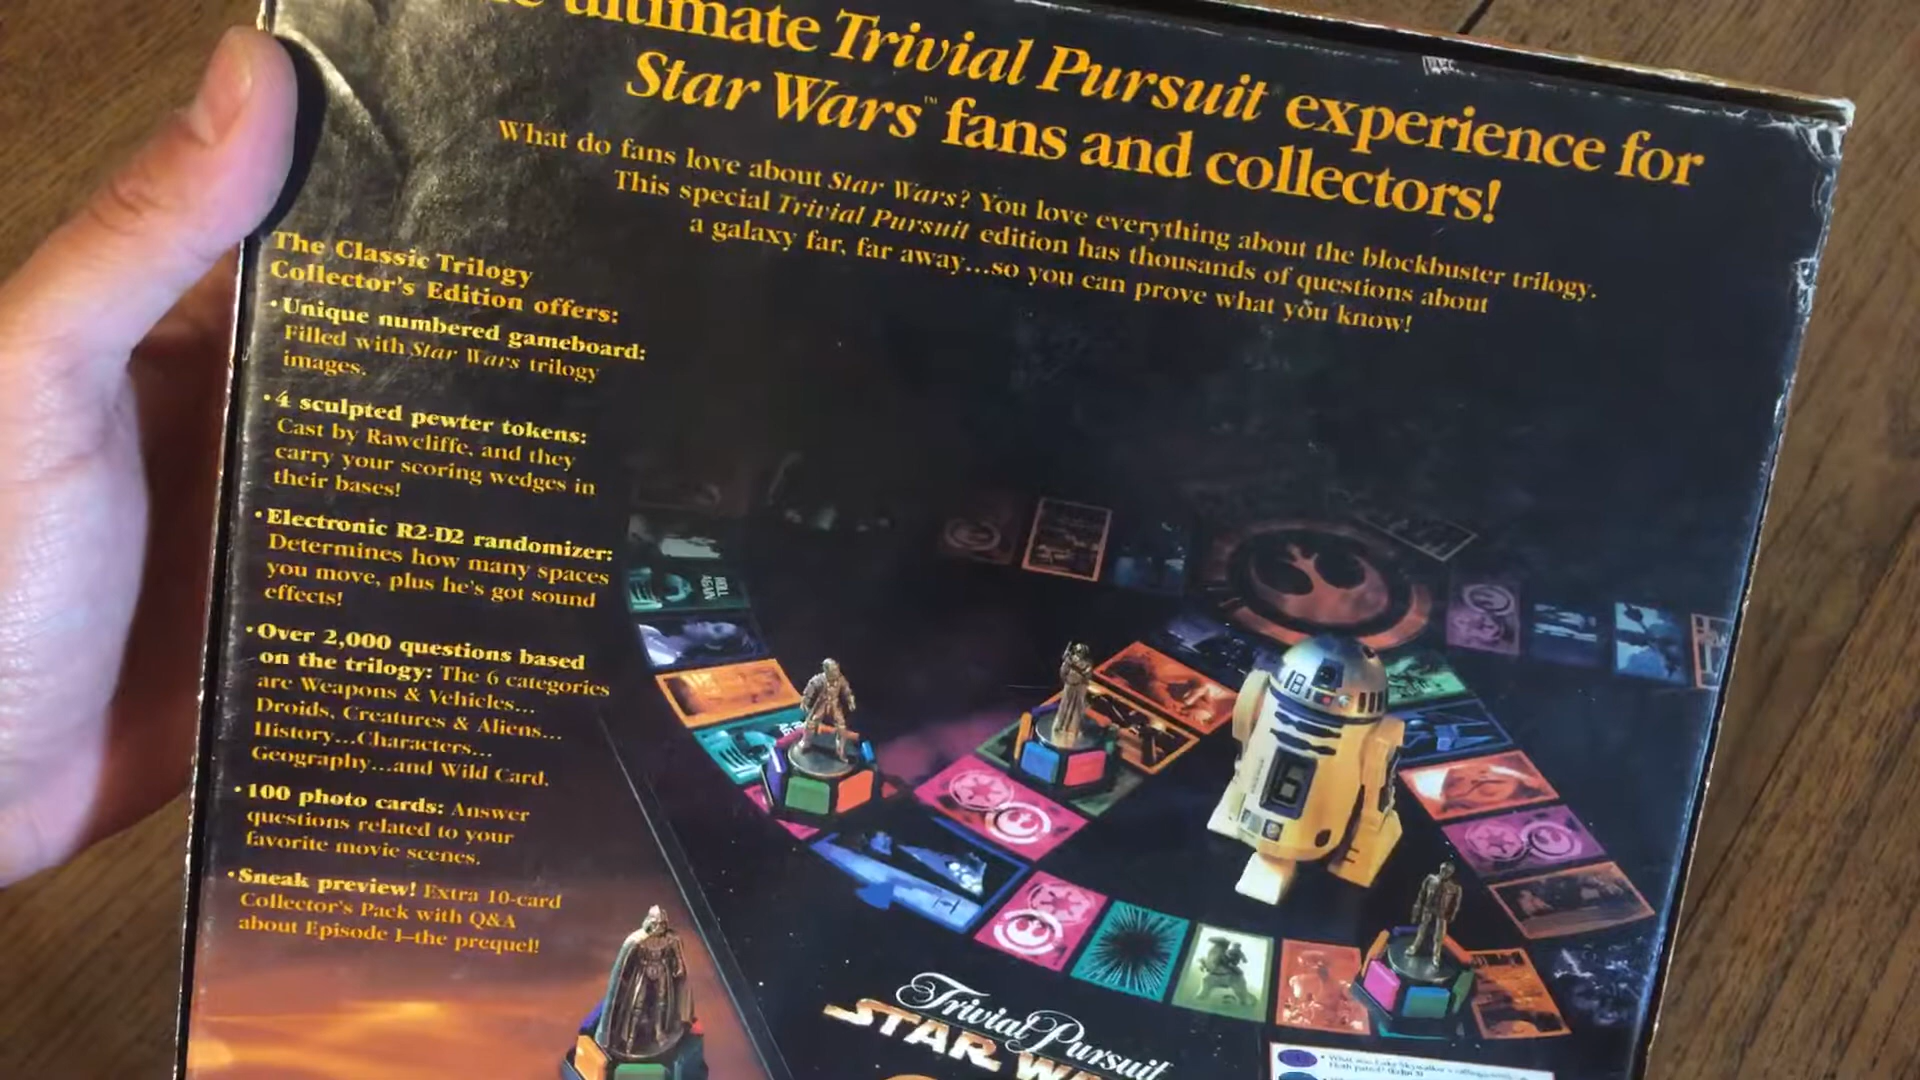 ultimate Trivial Pursuit experience for
Star Wars™ fans and collectors!
What do fans love about Star Wars? You love everything about the blockbuster trilogy.
This special Trivial Pursuit edition has thousands of questions about
a galaxy far, far away...so you can prove what you know!
The Classic Trilogy
Collector's Edition offers:
• Unique numbered gameboard:
Filled with Star Wars trilogy
images.
• 4 sculpted pewter tokens:
Cast by Rawcliffe, and they
carry your scoring wedges in
their bases!
• Electronic R2-D2 randomizer:
Determines how many spaces
you move, plus he's got sound
effects!
• Over 2,000 questions based
on the trilogy: The 6 categories
are Weapons & Vehicles...
Droids, Creatures & Aliens...
History...Characters...
Geography...and Wild Card.
• 100 photo cards: Answer
questions related to your
favorite movie scenes.
• Sneak preview! Extra 10-card
Collector's Pack with Q&A
about Episode I–the prequel!
ROLL
AGAIN
18
6
Trivial Pursuit
STAR WA